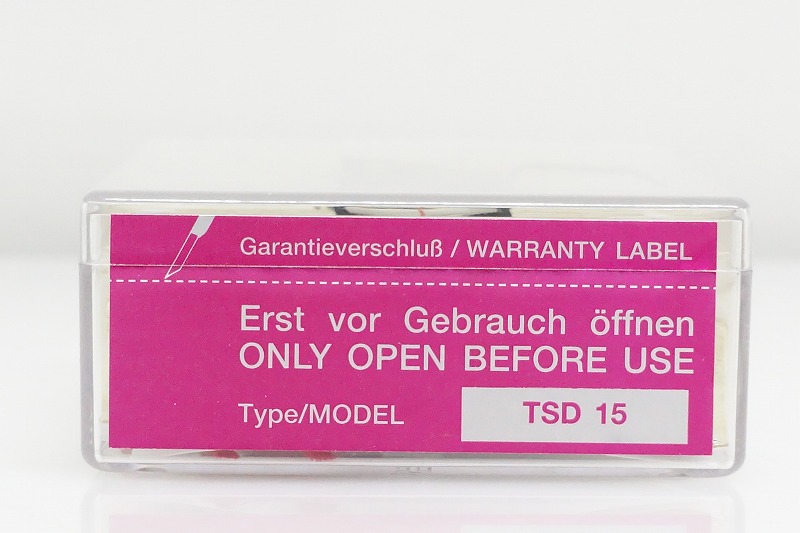 Garantieverschluß / WARRANTY LABEL
Erst vor Gebrauch öffnen
ONLY OPEN BEFORE USE
Type/MODEL TSD 15